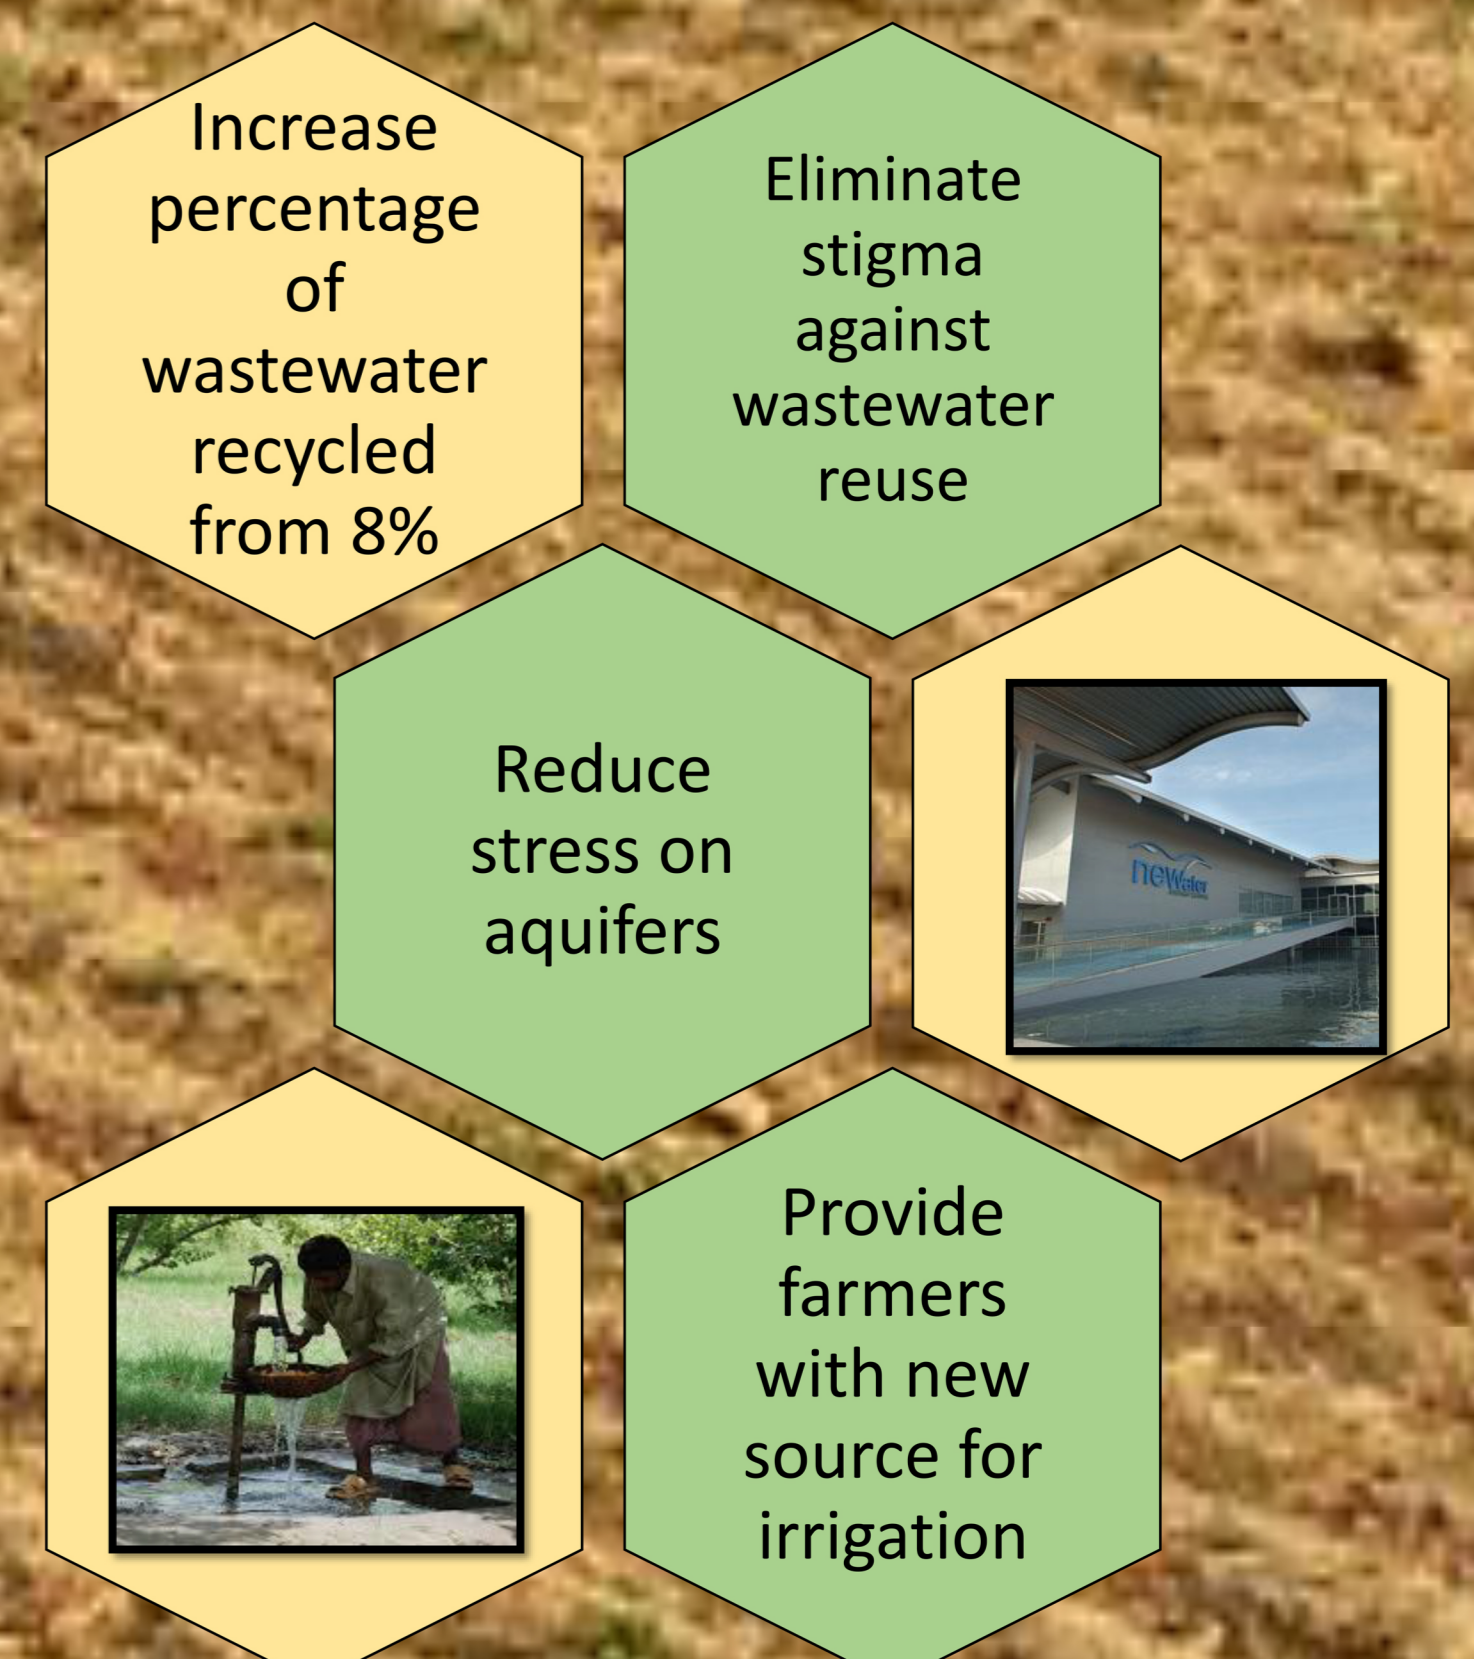 Increase
percentage
of
wastewater
recycled
from 8%
Eliminate
stigma
against
wastewater
reuse
Reduce
stress on
aquifers
newater
Provide
farmers
with new
source for
irrigation